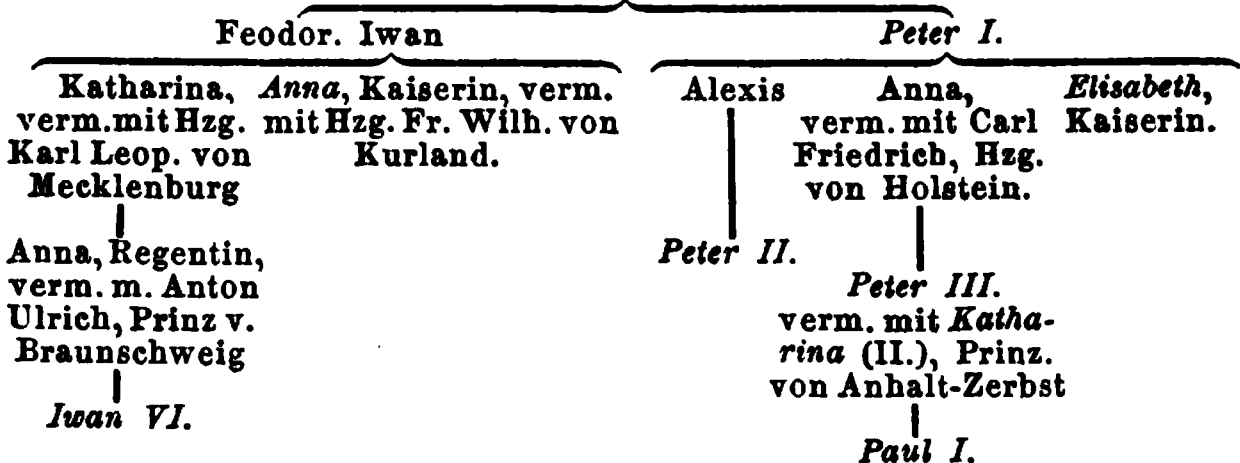 Feodor. Iwan
Peter I.
Katharina,
verm. mit Hzg.
Karl Leop. von
Mecklenburg
Anna, Kaiserin, verm.
mit Hzg. Fr. Wilh. von
Kurland.
Alexis
Anna,
verm. mit Carl
Friedrich, Hzg.
von Holstein.
Elisabeth,
Kaiserin.
Anna, Regentin,
verm. m. Anton
Ulrich, Prinz v.
Braunschweig
Peter II.
Peter III.
verm. mit Katha-
rina (II.), Prinz.
von Anhalt-Zerbst
Iwan VI.
Paul I.